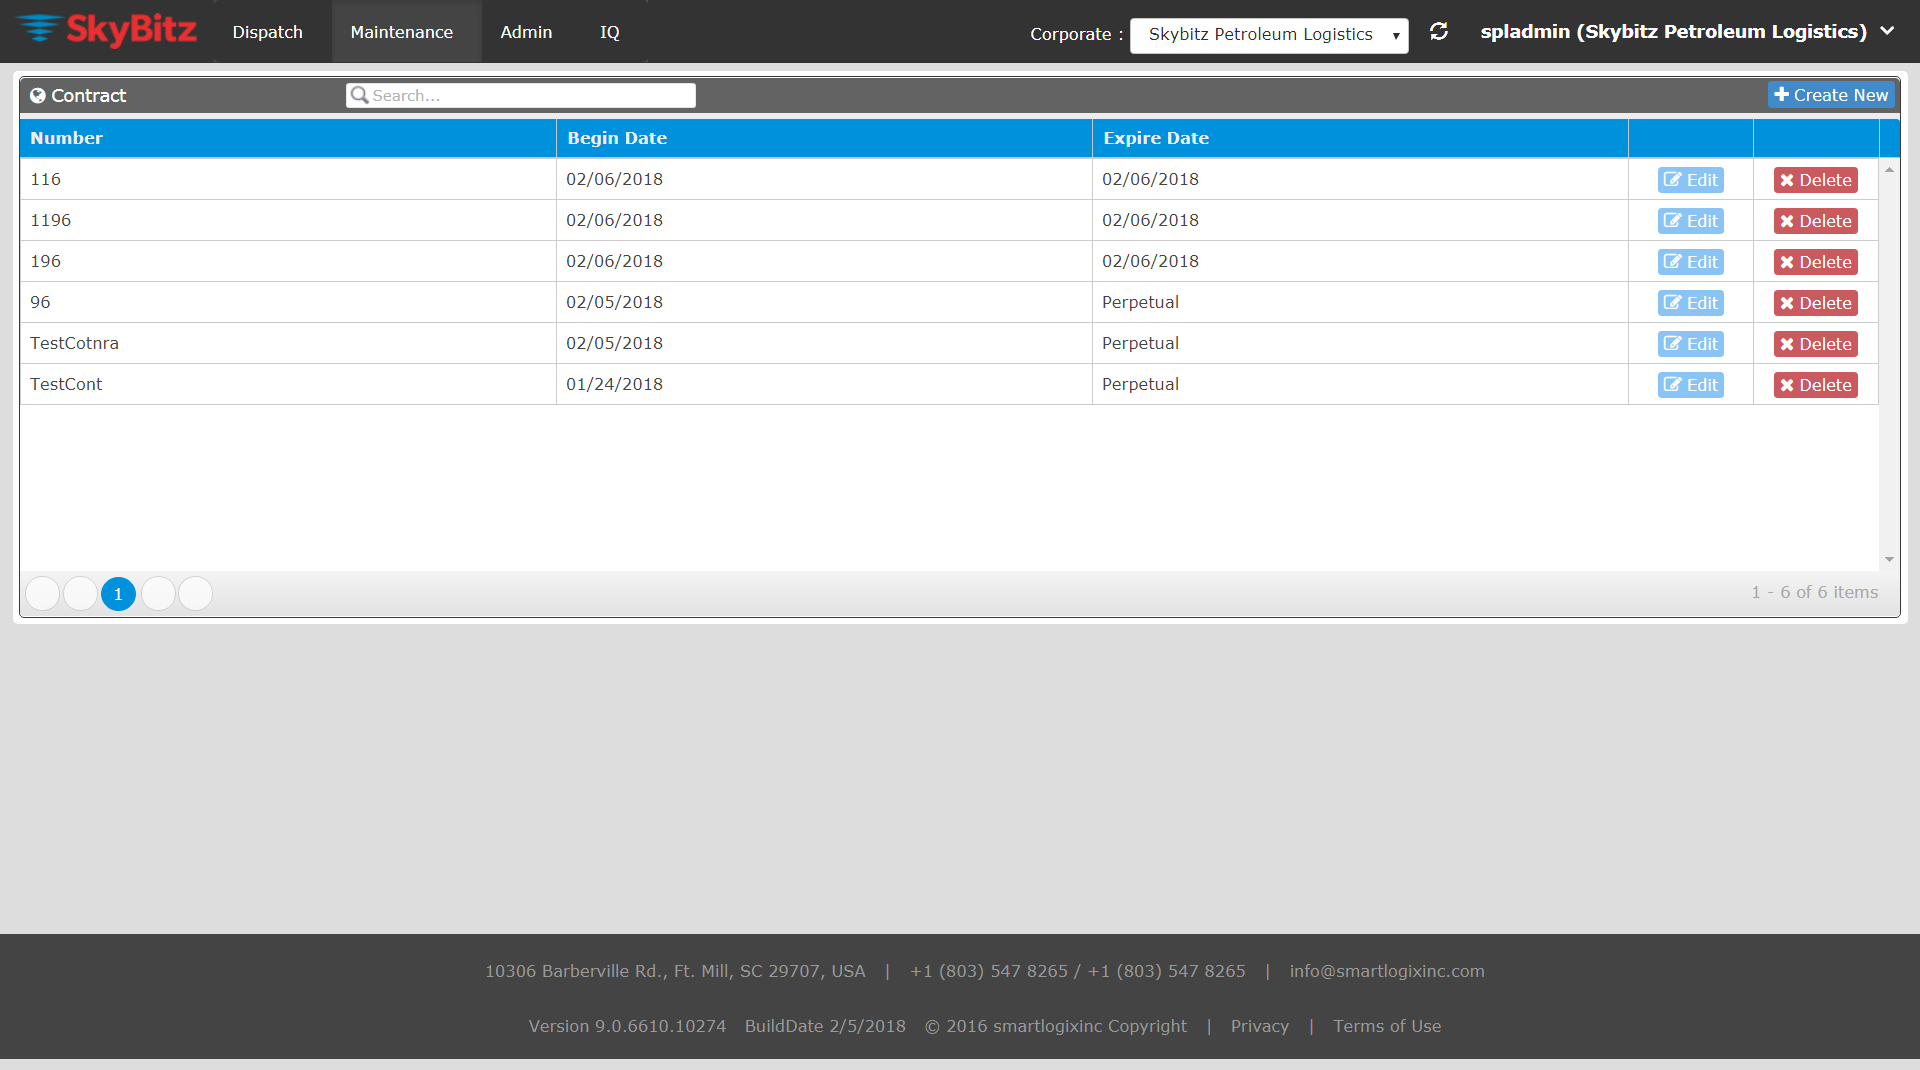 SkyBitz Dispatch Maintenance Admin IQ Corporate : Skybitz Petroleum Logistics spladmin (Skybitz Petroleum Logistics)
Contract Search... Create New
Number Begin Date Expire Date
116 02/06/2018 02/06/2018 Edit Delete
1196 02/06/2018 02/06/2018 Edit Delete
196 02/06/2018 02/06/2018 Edit Delete
96 02/05/2018 Perpetual Edit Delete
TestCotnra 02/05/2018 Perpetual Edit Delete
TestCont 01/24/2018 Perpetual Edit Delete
1 1 - 6 of 6 items
10306 Barberville Rd., Ft. Mill, SC 29707, USA | +1 (803) 547 8265 / +1 (803) 547 8265 | info@smartlogixinc.com
Version 9.0.6610.10274 BuildDate 2/5/2018 © 2016 smartlogixinc Copyright | Privacy | Terms of Use